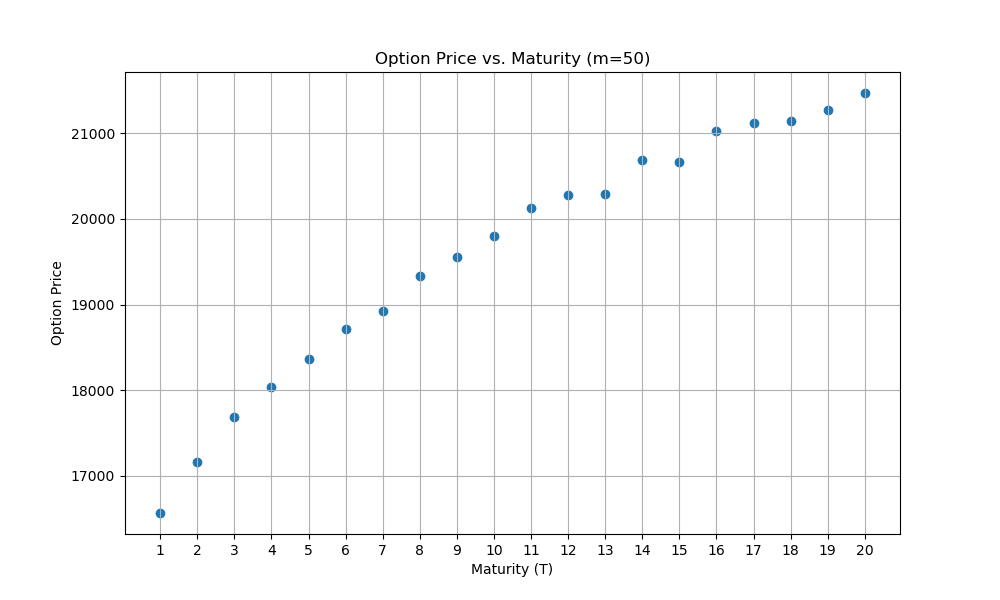 Option Price vs. Maturity (m=50)
Option Price
21000
20000
19000
18000
17000
1 2 3 4 5 6 7 8 9 10 11 12 13 14 15 16 17 18 19 20
Maturity (T)